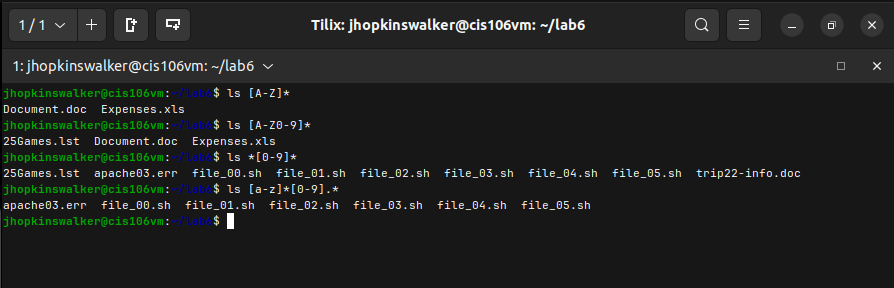 1 / 1 Tilix: jhopkinswalker@cis106vm: ~/lab6
1: jhopkinswalker@cis106vm: ~/lab6
jhopkinswalker@cis106vm:~/lab6$ ls [A-Z]*
Document.doc  Expenses.xls
jhopkinswalker@cis106vm:~/lab6$ ls [A-Z0-9]*
25Games.lst  Document.doc  Expenses.xls
jhopkinswalker@cis106vm:~/lab6$ ls *[0-9]*
25Games.lst  apache03.err  file_00.sh  file_01.sh  file_02.sh  file_03.sh  file_04.sh  file_05.sh  trip22-info.doc
jhopkinswalker@cis106vm:~/lab6$ ls [a-z]*[0-9].*
apache03.err  file_00.sh  file_01.sh  file_02.sh  file_03.sh  file_04.sh  file_05.sh
jhopkinswalker@cis106vm:~/lab6$